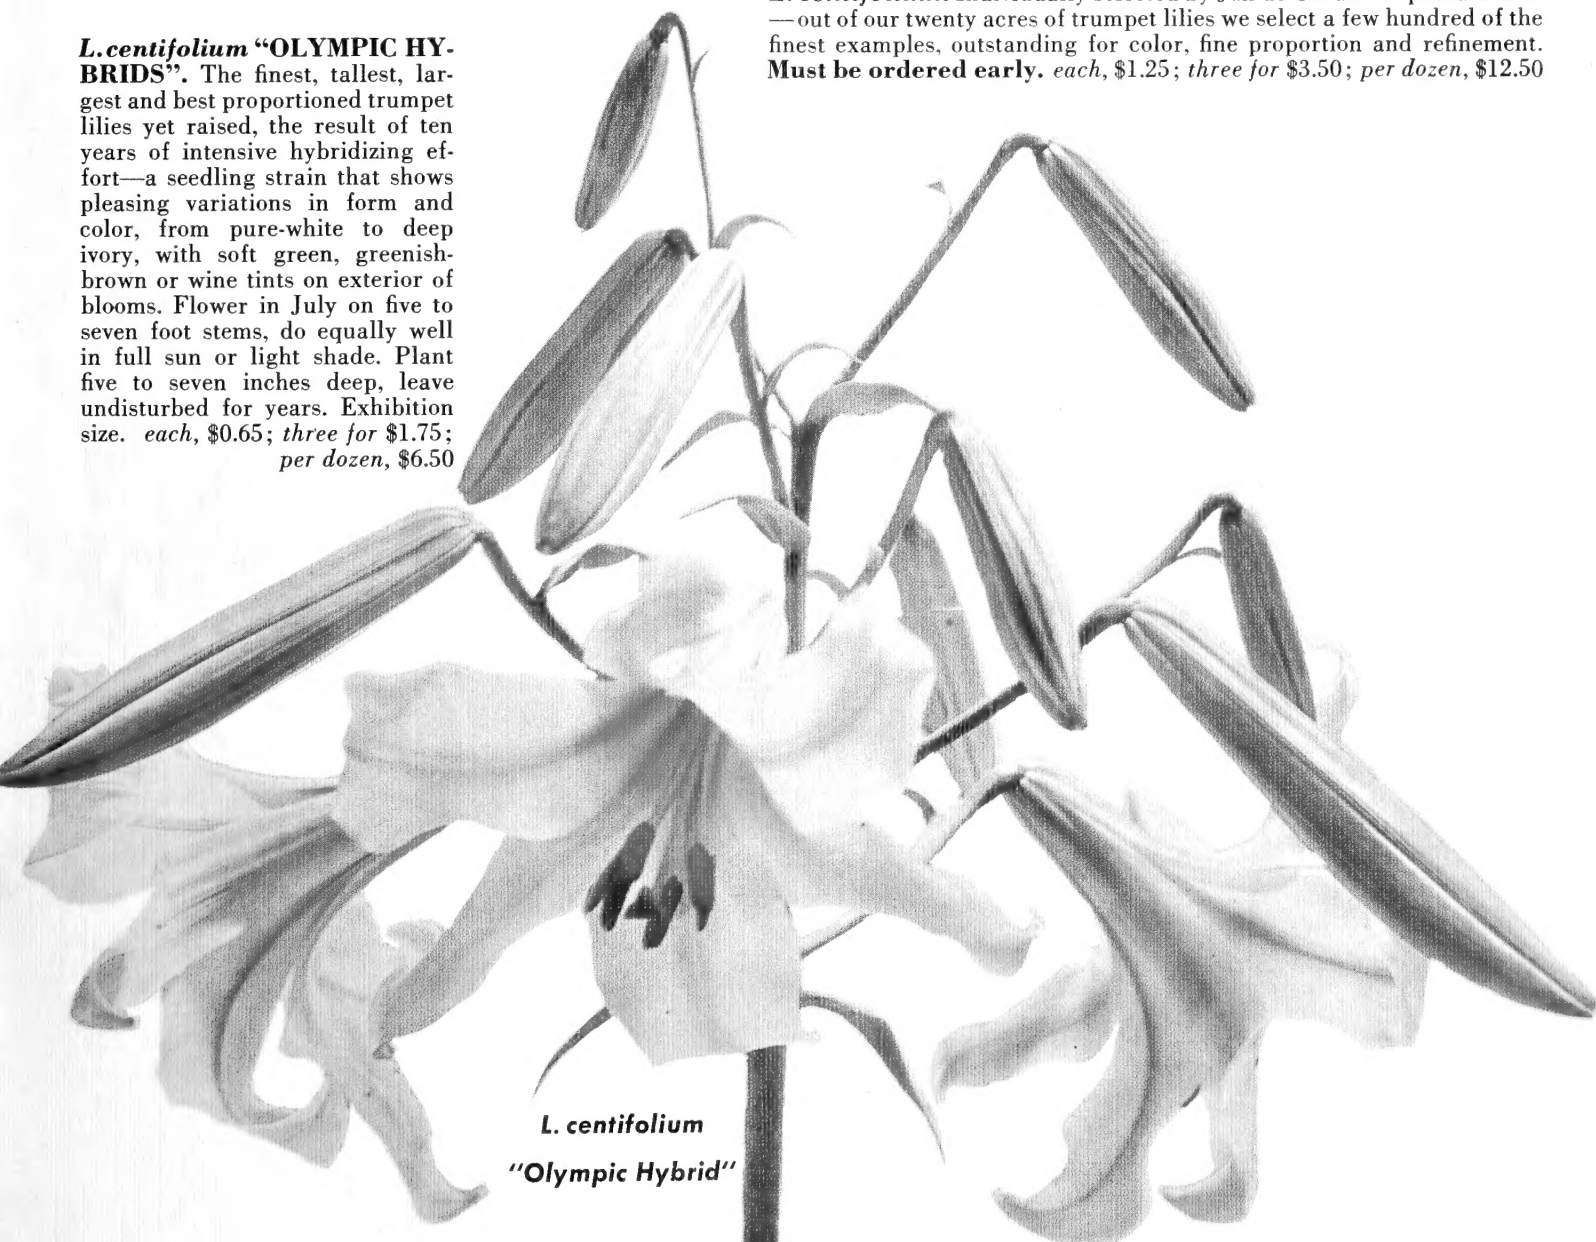 L. centifolium “OLYMPIC HY-
BRIDS”. The finest, tallest, lar-
gest and best proportioned trumpet
lilies yet raised, the result of ten
years of intensive hybridizing ef-
fort—a seedling strain that shows
pleasing variations in form and
color, from pure-white to deep
ivory, with soft green, greenish-
brown or wine tints on exterior of
blooms. Flower in July on five to
seven foot stems, do equally well
in full sun or light shade. Plant
five to seven inches deep, leave
undisturbed for years. Exhibition
size. each, $0.65; three for $1.75;
per dozen, $6.50
—out of our twenty acres of trumpet lilies we select a few hundred of the
finest examples, outstanding for color, fine proportion and refinement.
Must be ordered early. each, $1.25; three for $3.50; per dozen, $12.50
L. centifolium
"Olympic Hybrid"